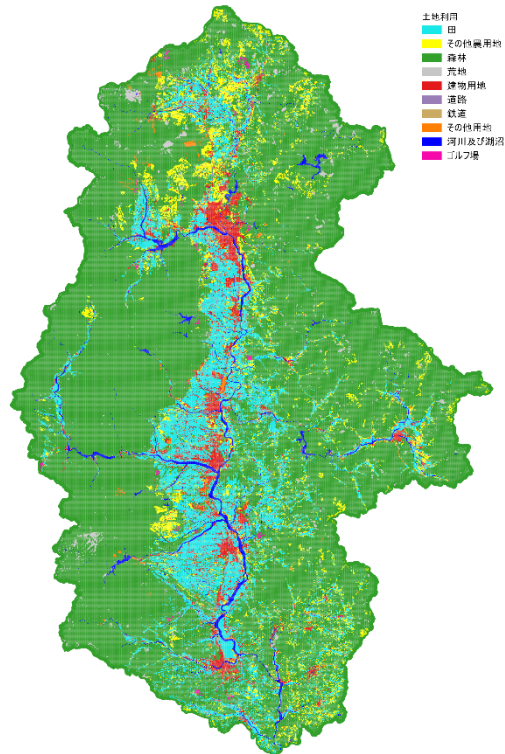 土地利用
田
その他農用地
森林
荒地
建物用地
道路
鉄道
その他用地
河川及び湖沼
ゴルフ場